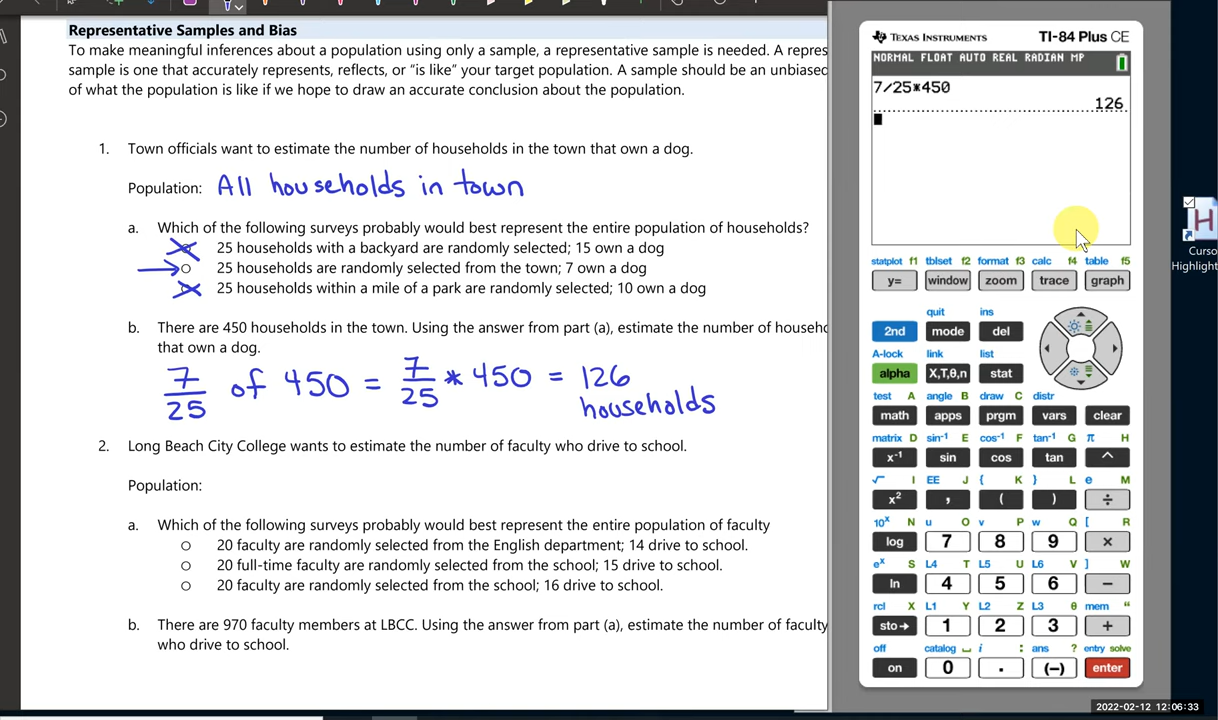 Representative Samples and Bias
To make meaningful inferences about a population using only a sample, a representative sample is needed. A repres
sample is one that accurately represents, reflects, or “is like” your target population. A sample should be an unbiased
of what the population is like if we hope to draw an accurate conclusion about the population.
1. Town officials want to estimate the number of households in the town that own a dog.
Population: All households in town
a. Which of the following surveys probably would best represent the entire population of households?
25 households with a backyard are randomly selected; 15 own a dog
25 households are randomly selected from the town; 7 own a dog
25 households within a mile of a park are randomly selected; 10 own a dog
b. There are 450 households in the town. Using the answer from part (a), estimate the number of househo
that own a dog.
7/25 of 450 = 7/25 * 450 = 126
households
2. Long Beach City College wants to estimate the number of faculty who drive to school.
Population:
a. Which of the following surveys probably would best represent the entire population of faculty
20 faculty are randomly selected from the English department; 14 drive to school.
20 full-time faculty are randomly selected from the school; 15 drive to school.
20 faculty are randomly selected from the school; 16 drive to school.
b. There are 970 faculty members at LBCC. Using the answer from part (a), estimate the number of faculty
who drive to school.
TEXAS INSTRUMENTS TI-84 Plus CE
NORMAL FLOAT AUTO REAL RADIAN MP
7/25*450
126
statplot f1 tblset f2 format f3 calc f4 table f5
y= window zoom trace graph
quit ins
2nd mode del
A-lock link list
alpha X,T,θ,n stat
test A angle B draw C distr
math apps prgm vars clear
matrix D sin⁻¹ E cos⁻¹ F tan⁻¹ G π H
x⁻¹ sin cos tan ^
√ I EE J { K } L e M
x² , ( ) ÷
10ˣ N u O v P w Q [ R
log 7 8 9 ×
eˣ S L4 T L5 U L6 V ] W
ln 4 5 6 −
rcl X L1 Y L2 Z L3 θ mem “
sto→ 1 2 3 +
off catalog ␣ i : ans ? entry solve
on 0 . (−) enter
Curso
Highlight
2022-02-12 12:06:33